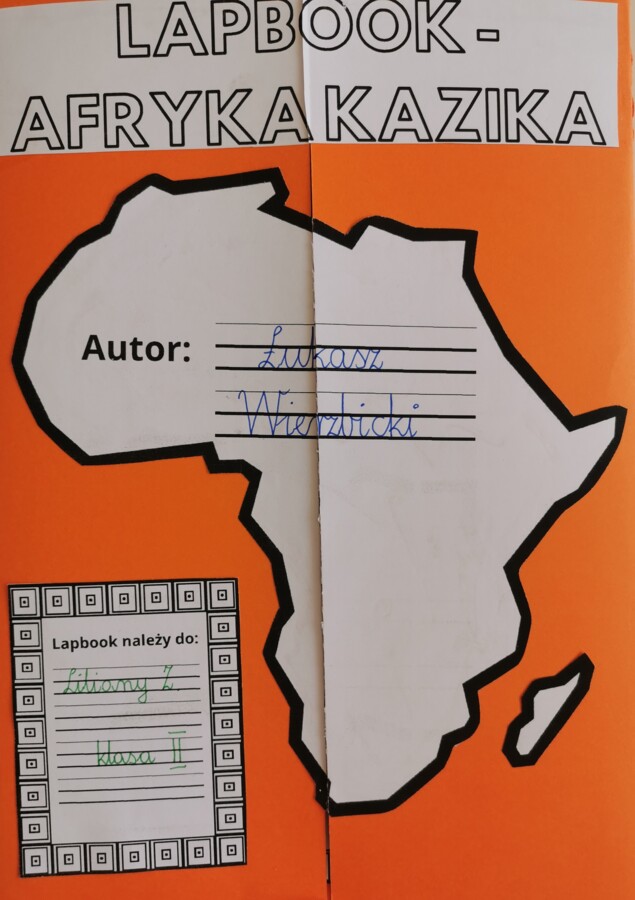 LAPBOOK -
AFRYKA KAZIKA
Autor:
Łukasz
Wierzbicki
Lapbook należy do:
Liliany Z.
klasa II